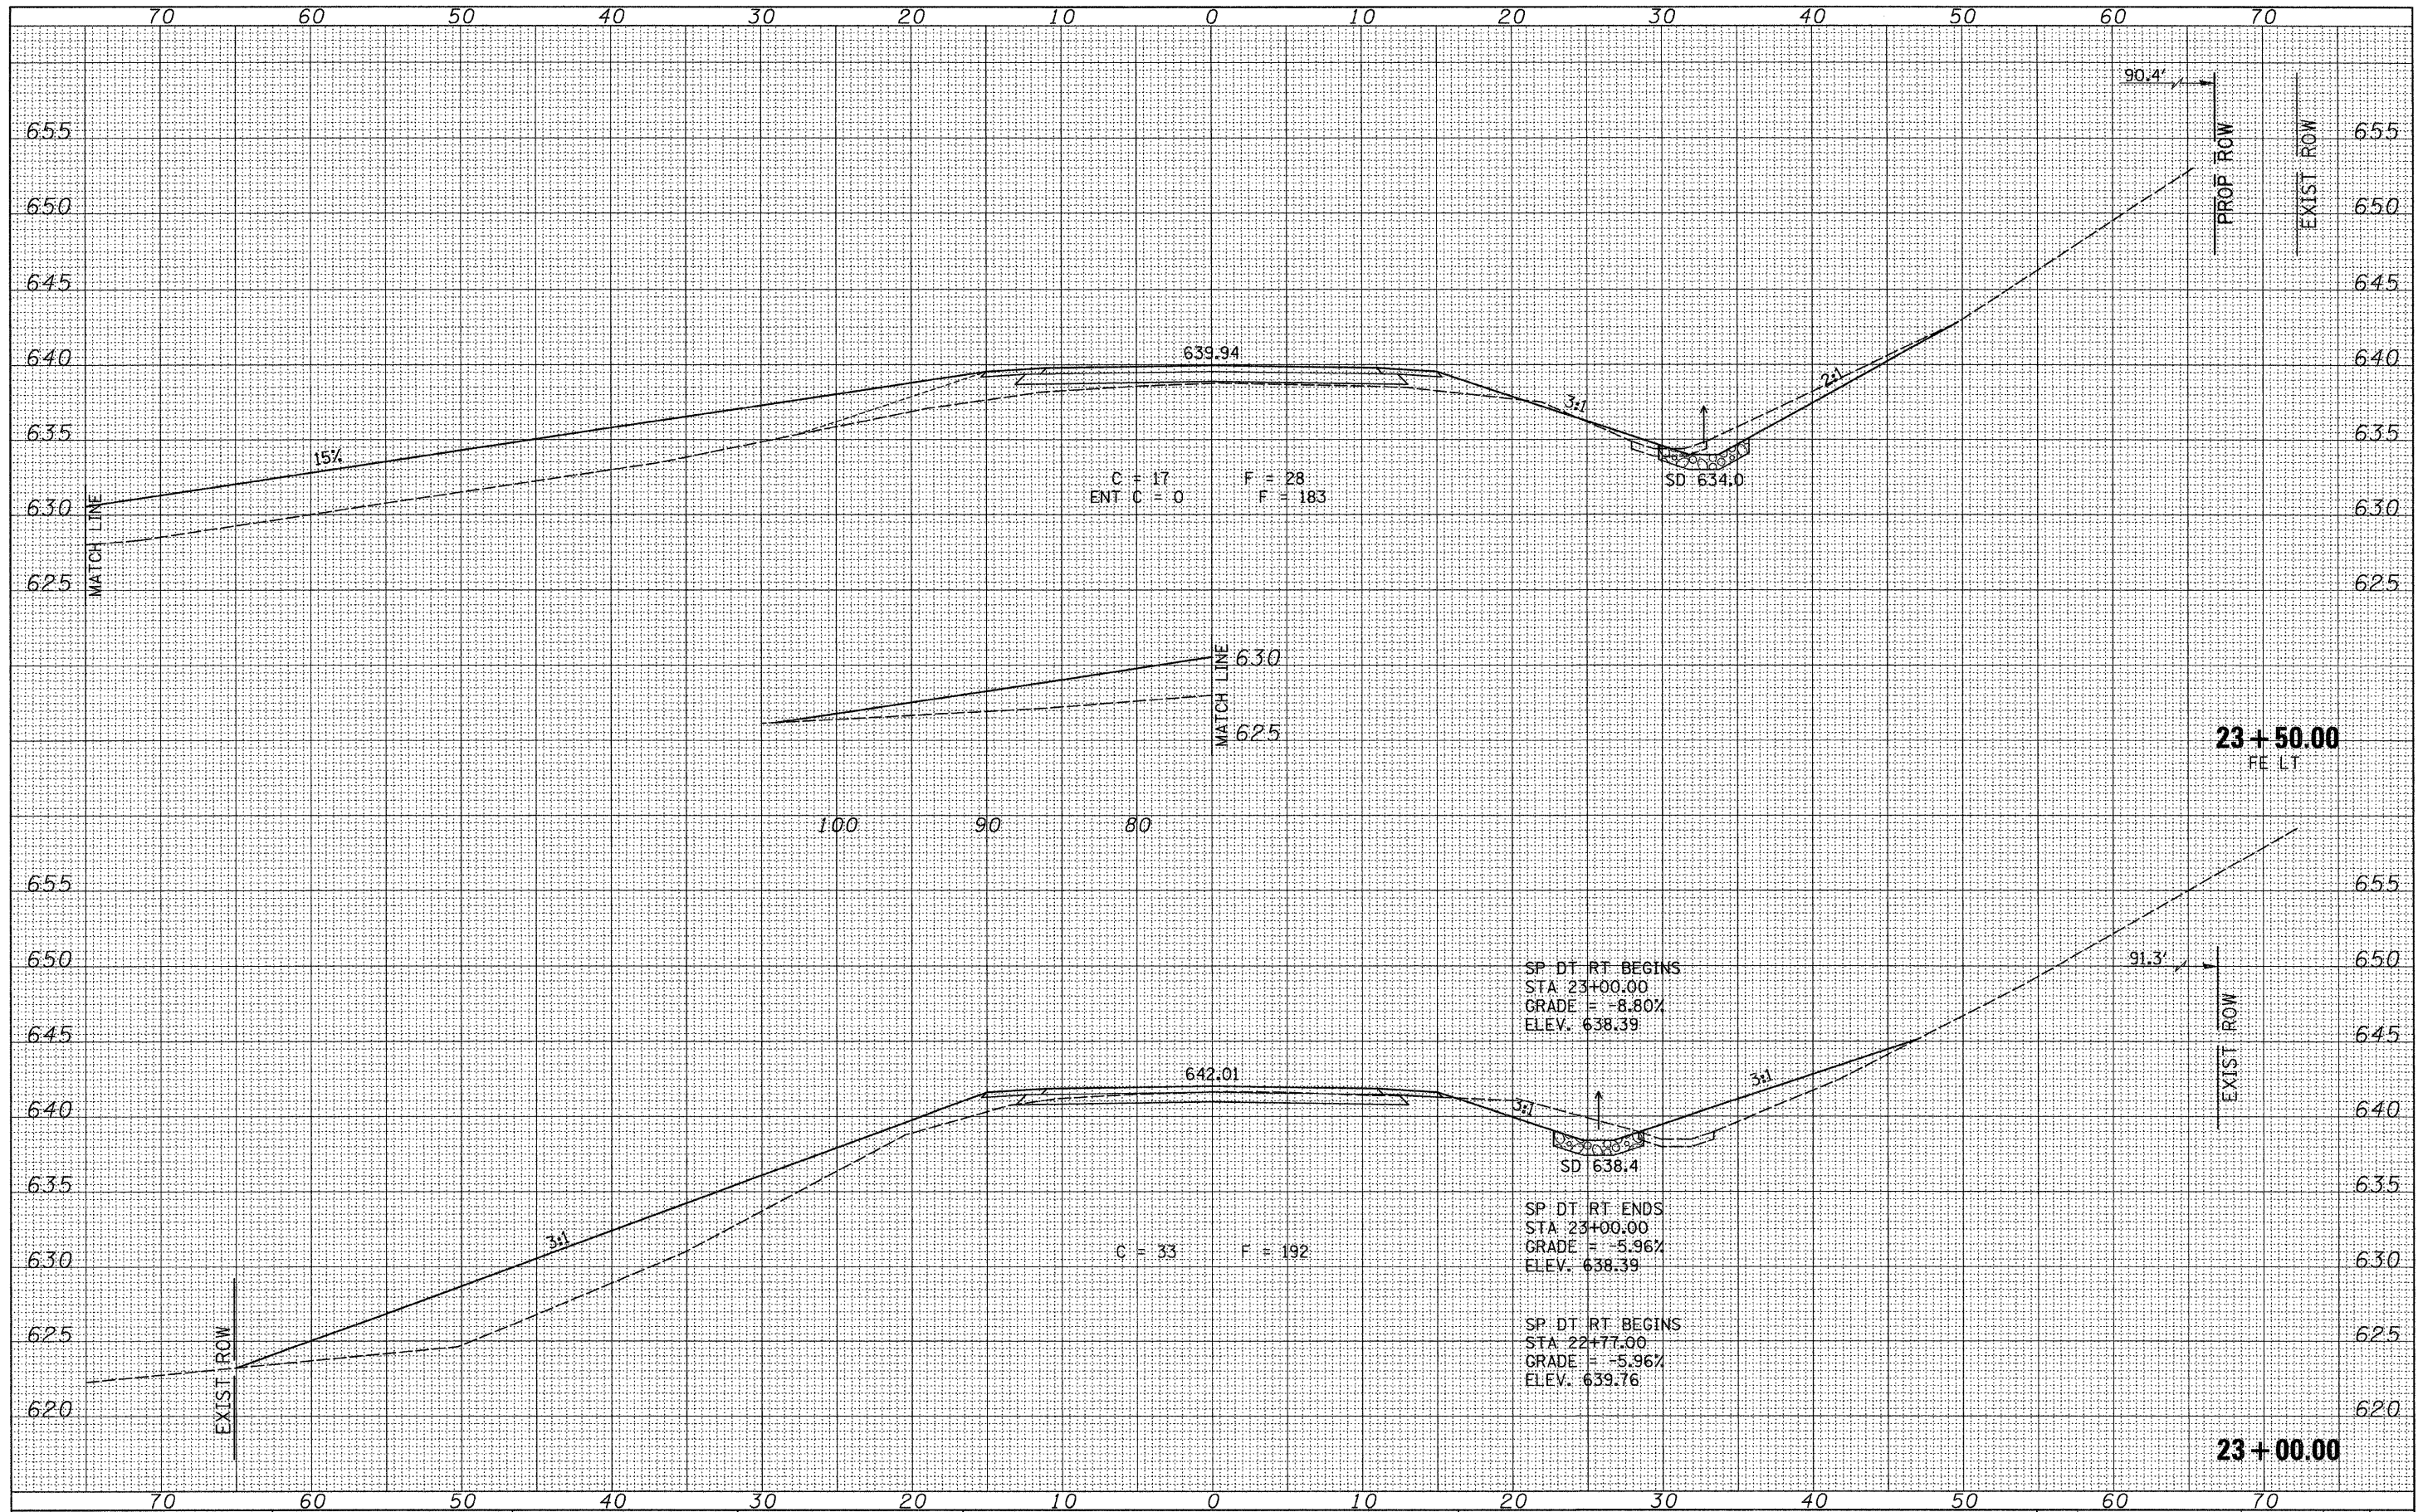 70 60 50 40 30 20 10 0 10 20 30 40 50 60 70
90.4'
PROP ROW
EXIST ROW
655 655
650 650
645 645
640 639.94 640
2:1
3:1
635 635
15%
C = 17 F = 28
SD 634.0
ENT C = 0 F = 183
630 630
MATCH LINE
625 625
MATCH LINE
630
625
23+50.00
FE LT
100 90 80
655 655
650 650
91.3'
EXIST ROW
SP DT RT BEGINS
STA 23+00.00
GRADE = -8.80%
ELEV. 638.39
645 645
642.01
3:1
640 3:1 640
SD 638.4
635 635
SP DT RT ENDS
STA 23+00.00
GRADE = -5.96%
ELEV. 638.39
3:1
C = 33 F = 192
630 630
SP DT RT BEGINS
STA 22+77.00
GRADE = -5.96%
ELEV. 639.76
625 625
EXIST ROW
620 620
23+00.00
70 60 50 40 30 20 10 0 10 20 30 40 50 60 70